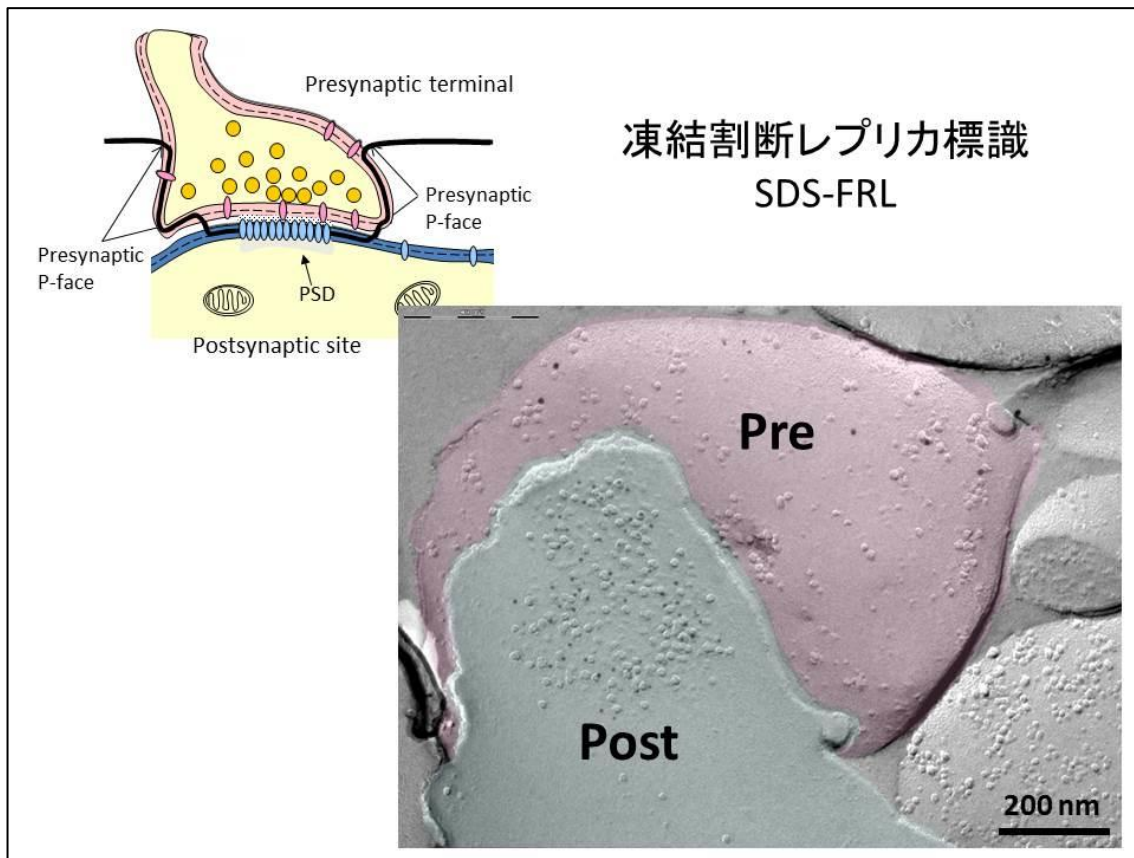 Presynaptic terminal
凍結割断レプリカ標識
SDS-FRL
Presynaptic
P-face
Presynaptic
P-face
PSD
Postsynaptic site
Pre
Post
200 nm